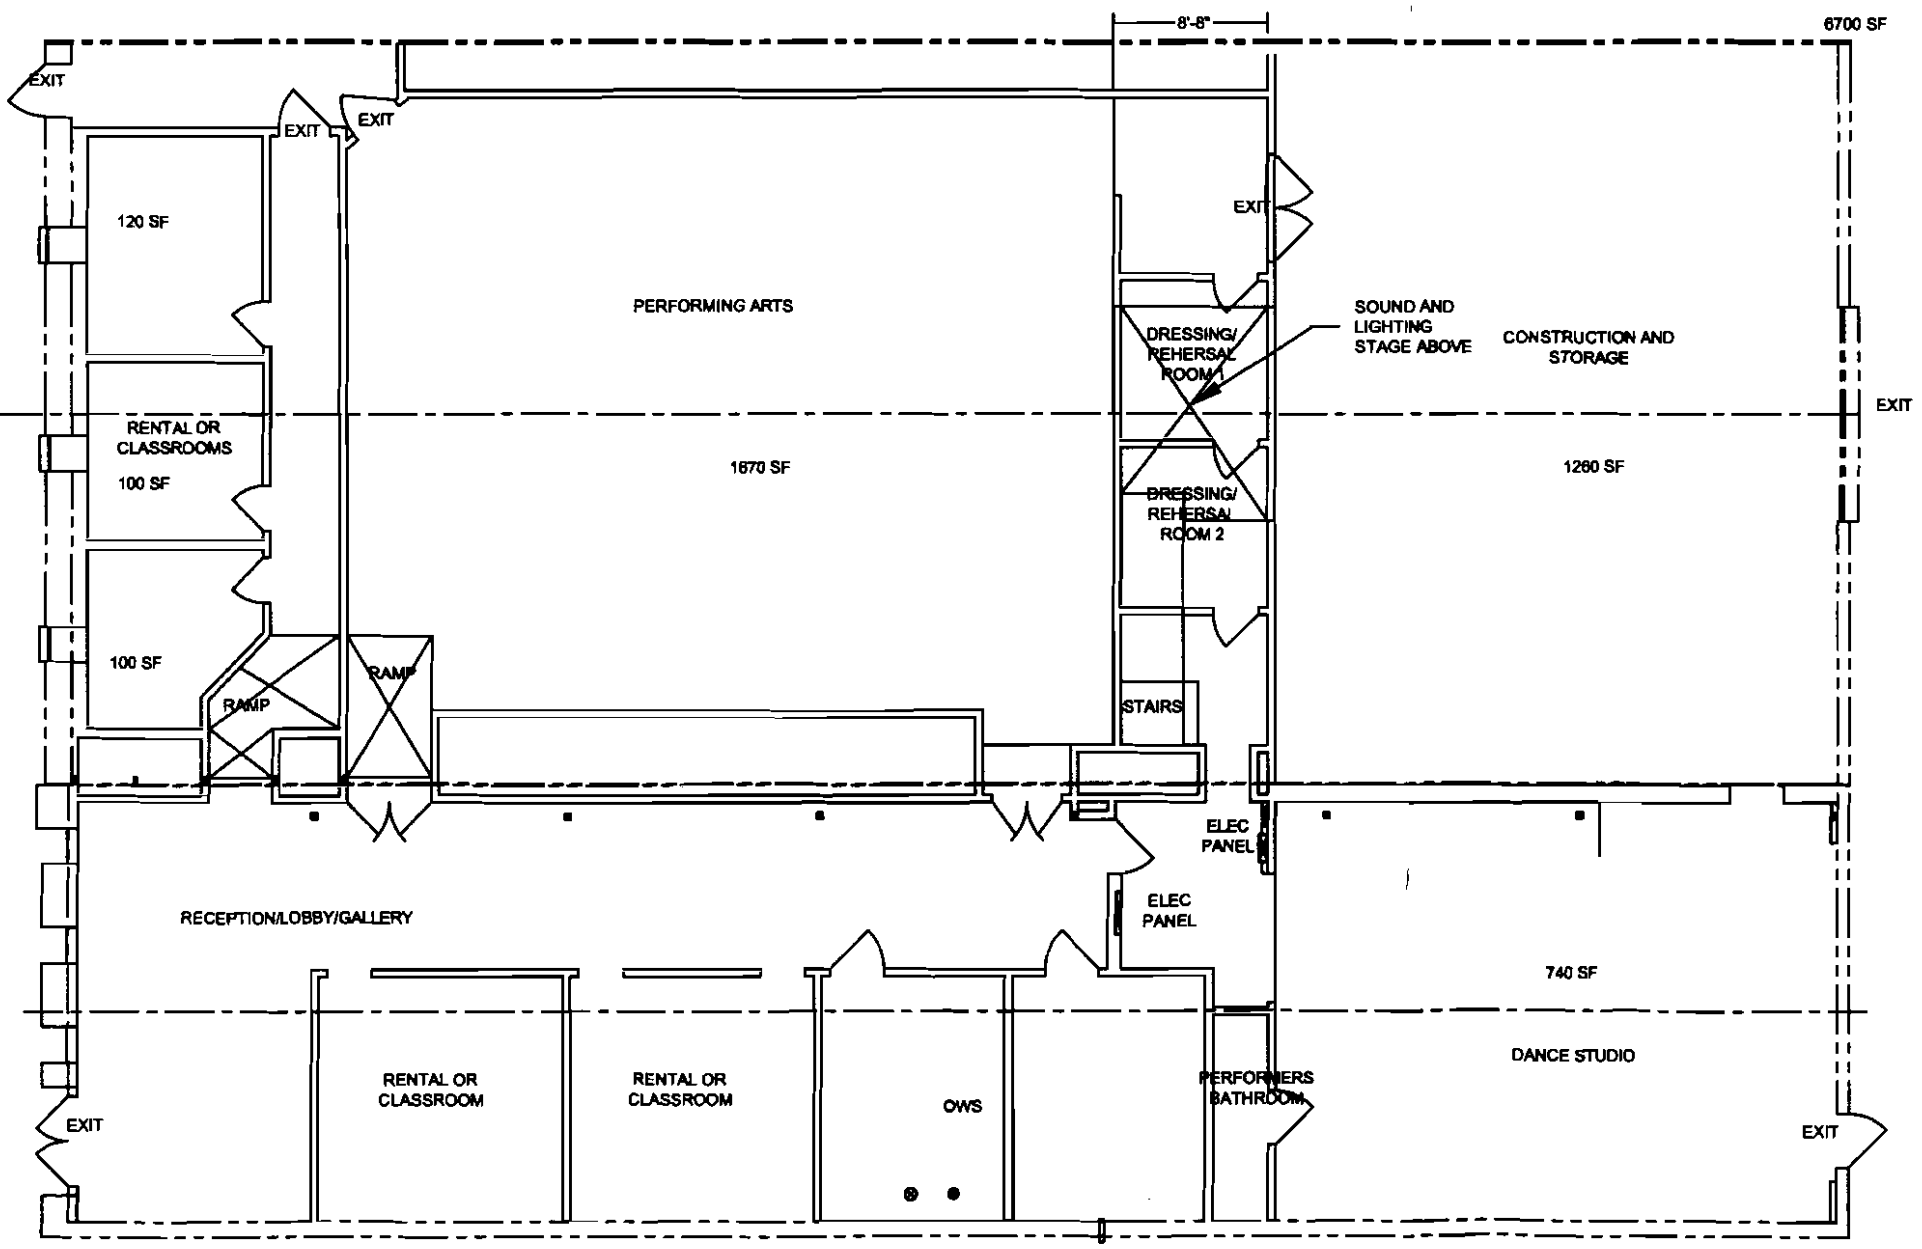 8'-8"
6700 SF
EXIT
EXIT
EXIT
120 SF
EXIT
PERFORMING ARTS
SOUND AND
LIGHTING
STAGE ABOVE
DRESSING/
REHERSAL
ROOM 1
CONSTRUCTION AND
STORAGE
EXIT
RENTAL OR
CLASSROOMS
100 SF
1670 SF
1260 SF
DRESSING/
REHERSAL
ROOM 2
100 SF
RAMP
RAMP
STAIRS
ELEC
PANEL
ELEC
PANEL
RECEPTION/LOBBY/GALLERY
740 SF
DANCE STUDIO
RENTAL OR
CLASSROOM
RENTAL OR
CLASSROOM
OWS
PERFORMERS
BATHROOM
EXIT
EXIT